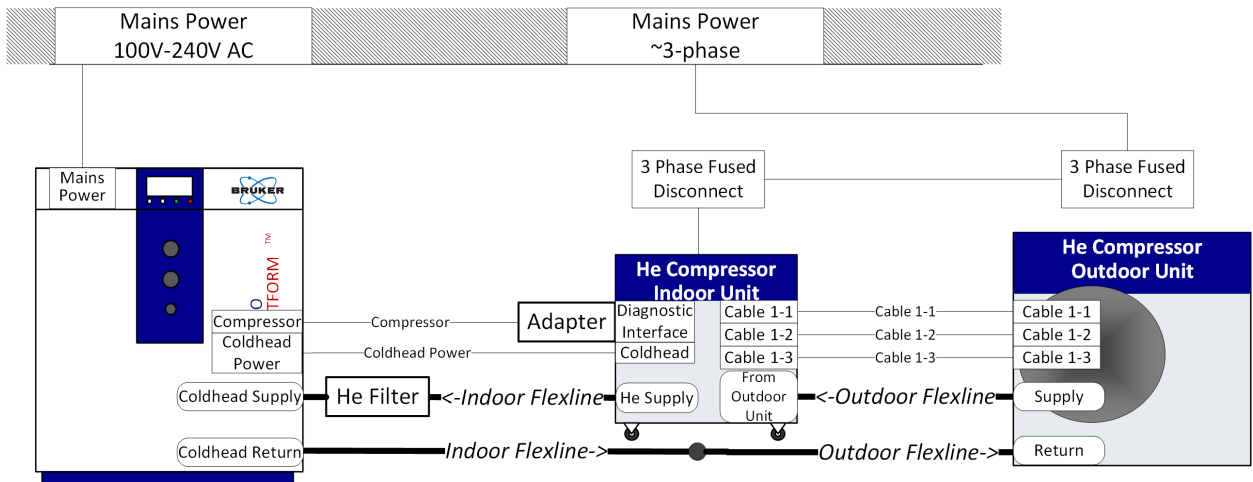 Mains Power
100V-240V AC
Mains Power
~3-phase
Mains
Power
BRUKER
TM
O
TFORM
3 Phase Fused
Disconnect
3 Phase Fused
Disconnect
He Compressor
Indoor Unit
He Compressor
Outdoor Unit
Compressor
Compressor
Adapter
Diagnostic
Interface
Cable 1-1
Cable 1-1
Cable 1-1
Cable 1-2
Cable 1-2
Cable 1-2
Coldhead
Power
Coldhead Power
Coldhead
Cable 1-3
Cable 1-3
Cable 1-3
Coldhead Supply
He Filter
<-Indoor Flexline
He Supply
From
Outdoor
Unit
<-Outdoor Flexline
Supply
Coldhead Return
Indoor Flexline->
Outdoor Flexline->
Return